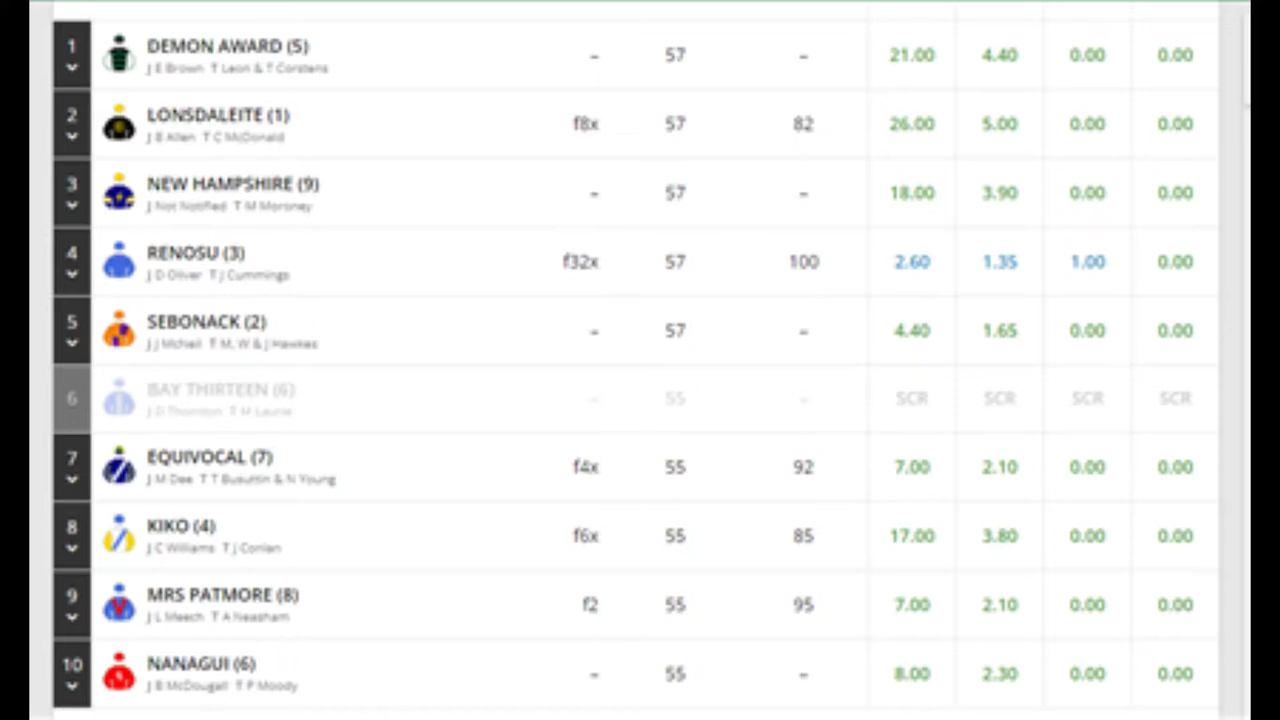 1 DEMON AWARD (5) – 57 – 21.00 4.40 0.00 0.00
J E Brown T Leon & T Corstens
2 LONSDALEITE (1) f8x 57 82 26.00 5.00 0.00 0.00
J B Allen T C McDonald
3 NEW HAMPSHIRE (9) – 57 – 18.00 3.90 0.00 0.00
J Not Notified T M Moroney
4 RENOSU (3) f32x 57 100 2.60 1.35 1.00 0.00
J D Oliver T J Cummings
5 SEBONACK (2) – 57 – 4.40 1.65 0.00 0.00
J J McNeil T M, W & J Hawkes
6 BAY THIRTEEN (6) – 55 – SCR SCR SCR SCR
J D Thornton T M Laurie
7 EQUIVOCAL (7) f4x 55 92 7.00 2.10 0.00 0.00
J M Dee T T Busuttin & N Young
8 KIKO (4) f6x 55 85 17.00 3.80 0.00 0.00
J C Williams T J Conlan
9 MRS PATMORE (8) f2 55 95 7.00 2.10 0.00 0.00
J L Meech T A Neasham
10 NANAGUI (6) – 55 – 8.00 2.30 0.00 0.00
J B McDougall T P Moody